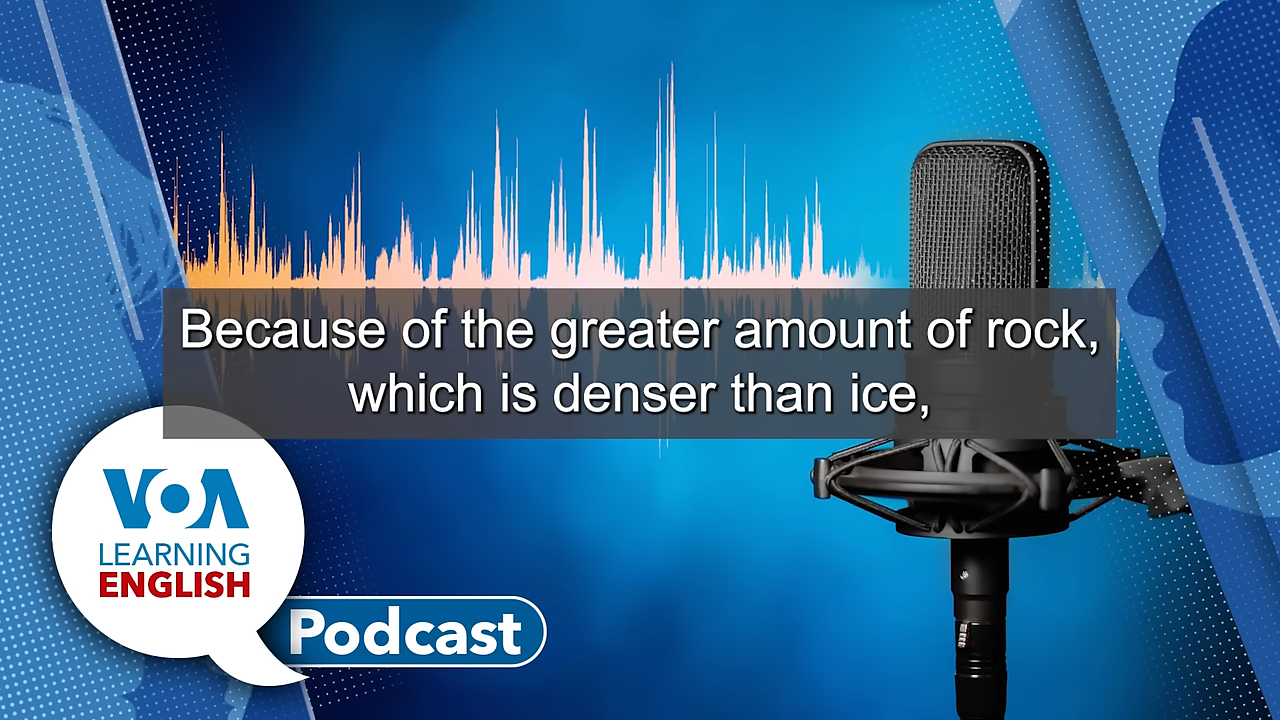 Because of the greater amount of rock,
which is denser than ice,
VOA
LEARNING
ENGLISH
Podcast